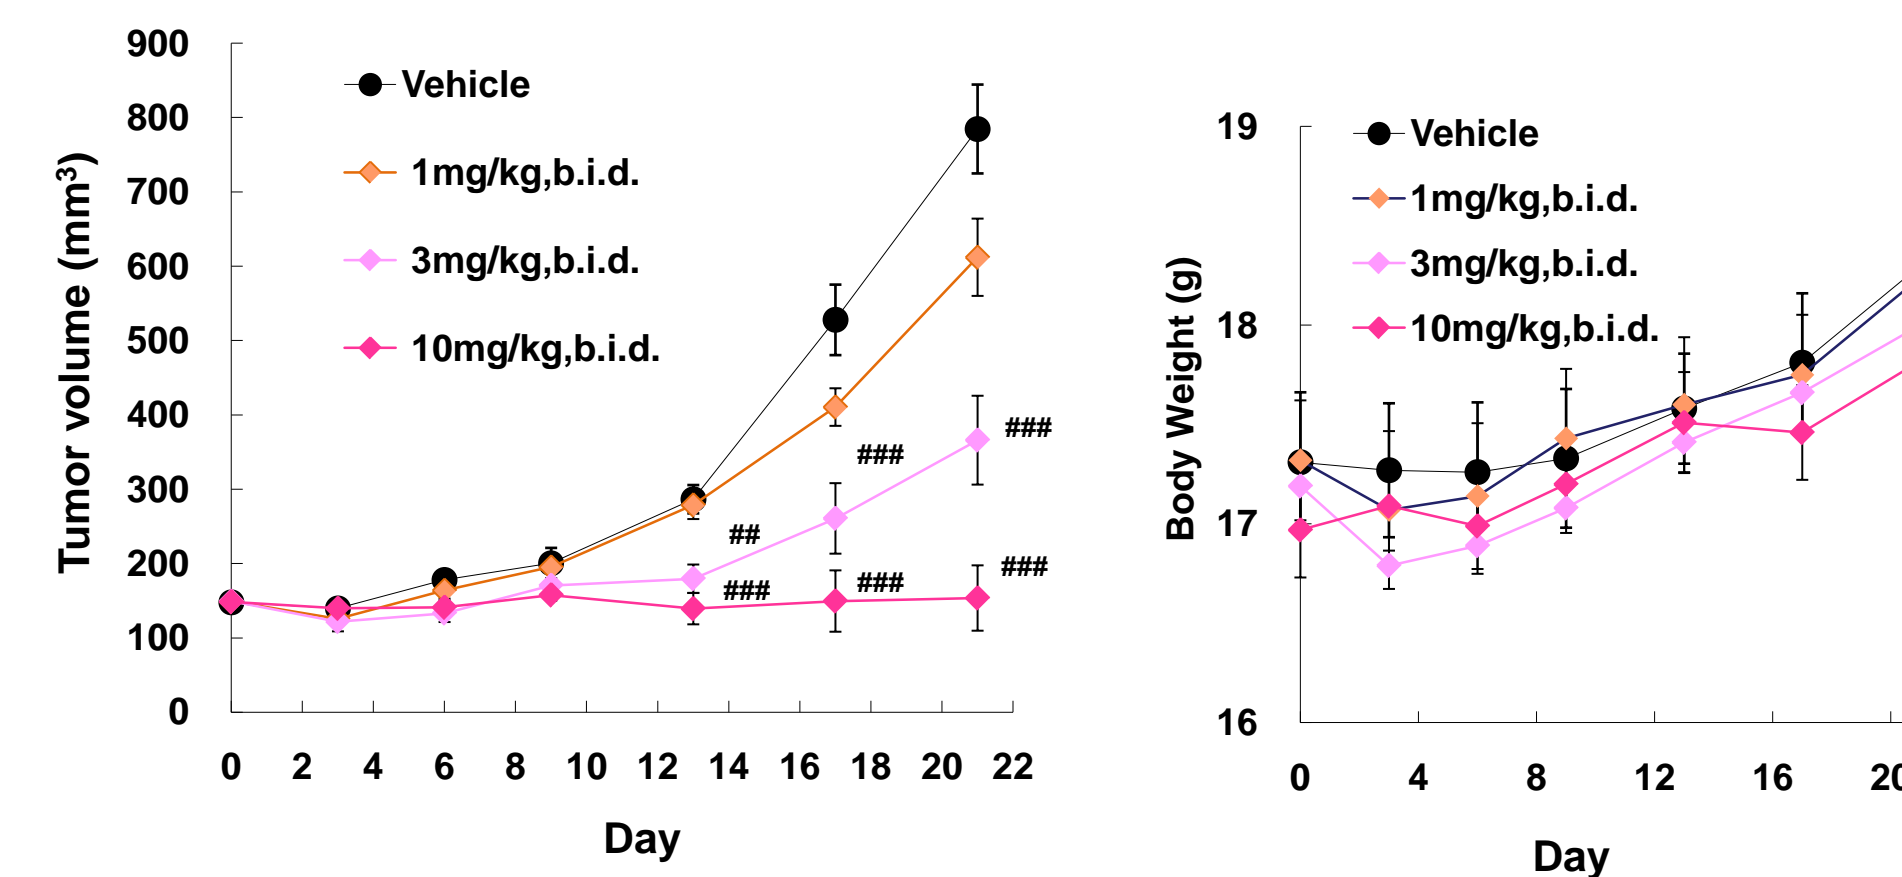 900
800
700
600
500
400
300
200
100
0
Tumor volume (mm³)
Vehicle
1mg/kg,b.i.d.
3mg/kg,b.i.d.
10mg/kg,b.i.d.
###
###
##
###
###
###
0 2 4 6 8 10 12 14 16 18 20 22
Day
19
18
17
16
Body Weight (g)
Vehicle
1mg/kg,b.i.d.
3mg/kg,b.i.d.
10mg/kg,b.i.d.
0 4 8 12 16 20
Day